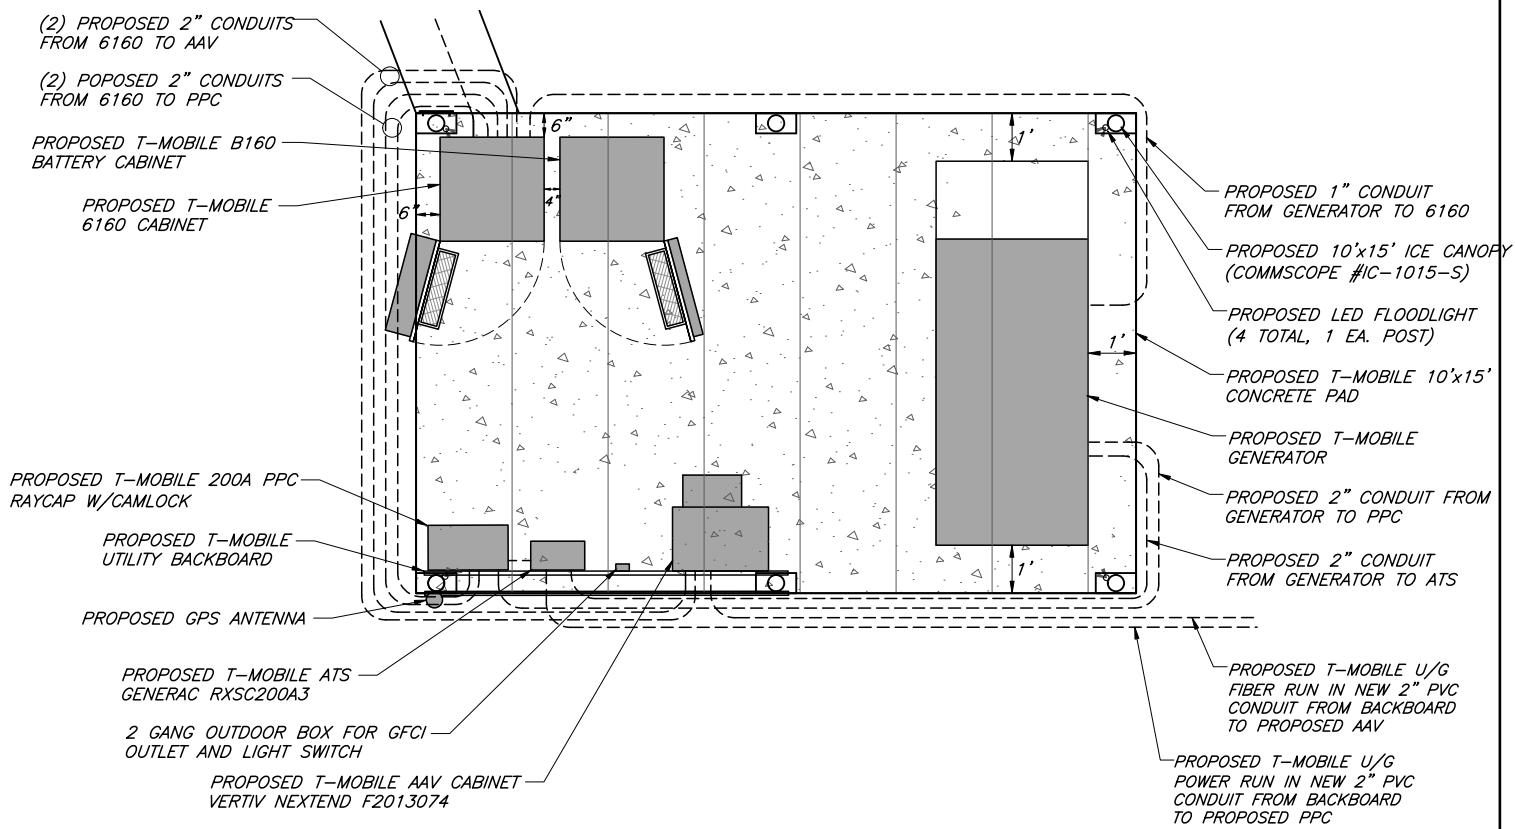 (2) PROPOSED 2" CONDUITS
FROM 6160 TO AAV
(2) POPOSED 2" CONDUITS
FROM 6160 TO PPC
PROPOSED T-MOBILE B160
BATTERY CABINET
PROPOSED T-MOBILE
6160 CABINET
6"
6"
4"
1'
1'
1'
PROPOSED 1" CONDUIT
FROM GENERATOR TO 6160
PROPOSED 10'x15' ICE CANOPY
(COMMSCOPE #IC-1015-S)
PROPOSED LED FLOODLIGHT
(4 TOTAL, 1 EA. POST)
PROPOSED T-MOBILE 10'x15'
CONCRETE PAD
PROPOSED T-MOBILE
GENERATOR
PROPOSED 2" CONDUIT FROM
GENERATOR TO PPC
PROPOSED 2" CONDUIT
FROM GENERATOR TO ATS
PROPOSED T-MOBILE 200A PPC
RAYCAP W/CAMLOCK
PROPOSED T-MOBILE
UTILITY BACKBOARD
PROPOSED GPS ANTENNA
PROPOSED T-MOBILE ATS
GENERAC RXSC200A3
2 GANG OUTDOOR BOX FOR GFCI
OUTLET AND LIGHT SWITCH
PROPOSED T-MOBILE AAV CABINET
VERTIV NEXTEND F2013074
PROPOSED T-MOBILE U/G
FIBER RUN IN NEW 2" PVC
CONDUIT FROM BACKBOARD
TO PROPOSED AAV
PROPOSED T-MOBILE U/G
POWER RUN IN NEW 2" PVC
CONDUIT FROM BACKBOARD
TO PROPOSED PPC